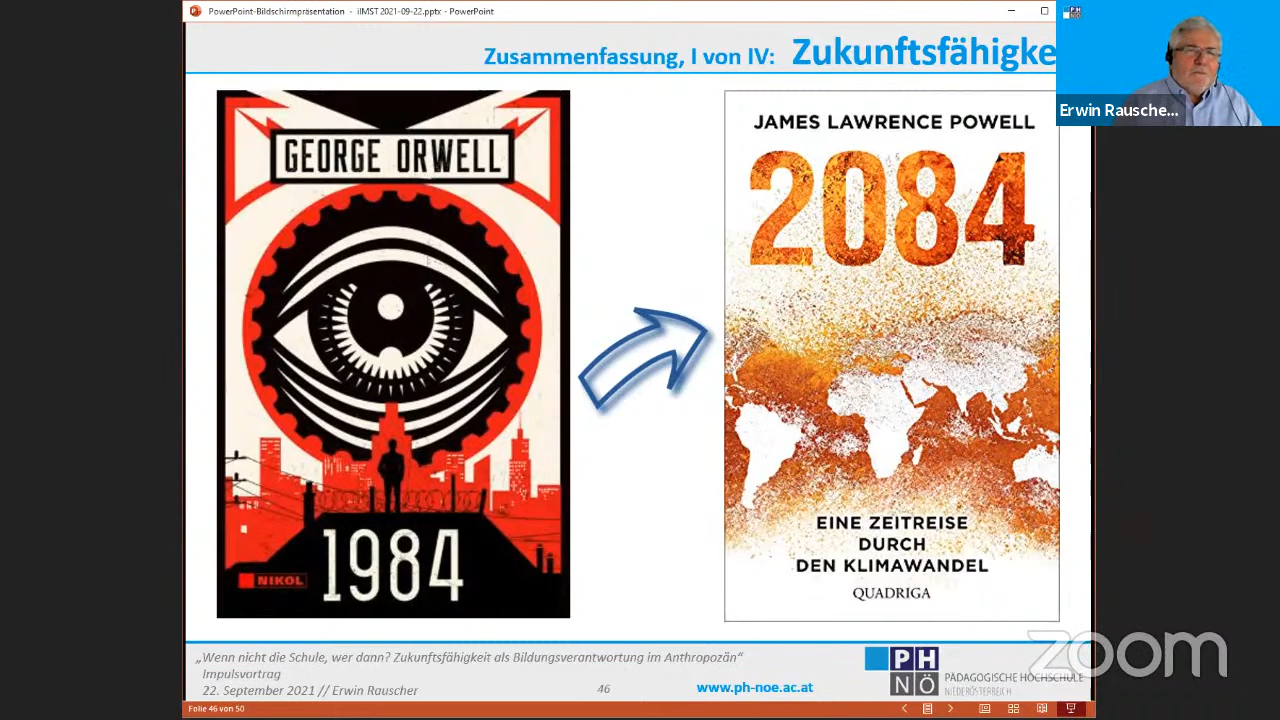 PowerPoint-Bildschirmpräsentation - iIMST2021-09-22.pptx - PowerPoint
Zusammenfassung, I von IV: Zukunftsfähigke
PH
NÖ
Erwin Rausche...
GEORGE ORWELL
1984
NIKOL
JAMES LAWRENCE POWELL
2084
EINE ZEITREISE
DURCH
DEN KLIMAWANDEL
QUADRIGA
„Wenn nicht die Schule, wer dann? Zukunftsfähigkeit als Bildungsverantwortung im Anthropozän“
Impulsvortrag
22. September 2021 // Erwin Rauscher
46
www.ph-noe.ac.at
PH
NÖ
PÄDAGOGISCHE HOCHSCHULE
NIEDERÖSTERREICH
zoom
Folie 46 von 50